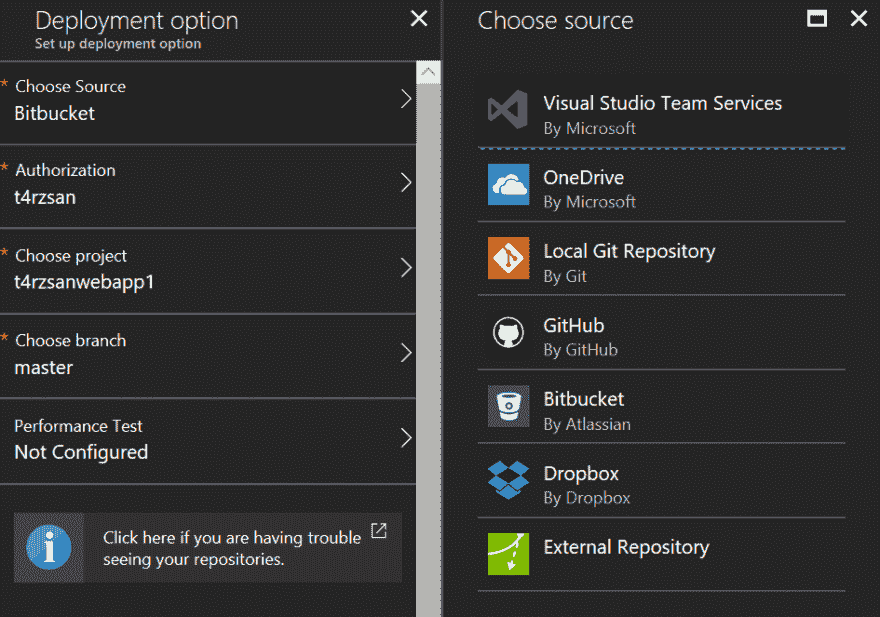 Deployment option
Set up deployment option
* Choose Source
Bitbucket
* Authorization
t4rzsan
* Choose project
t4rzsanwebapp1
* Choose branch
master
Performance Test
Not Configured
Click here if you are having trouble
seeing your repositories.
Choose source
Visual Studio Team Services
By Microsoft
OneDrive
By Microsoft
Local Git Repository
By Git
GitHub
By GitHub
Bitbucket
By Atlassian
Dropbox
By Dropbox
External Repository